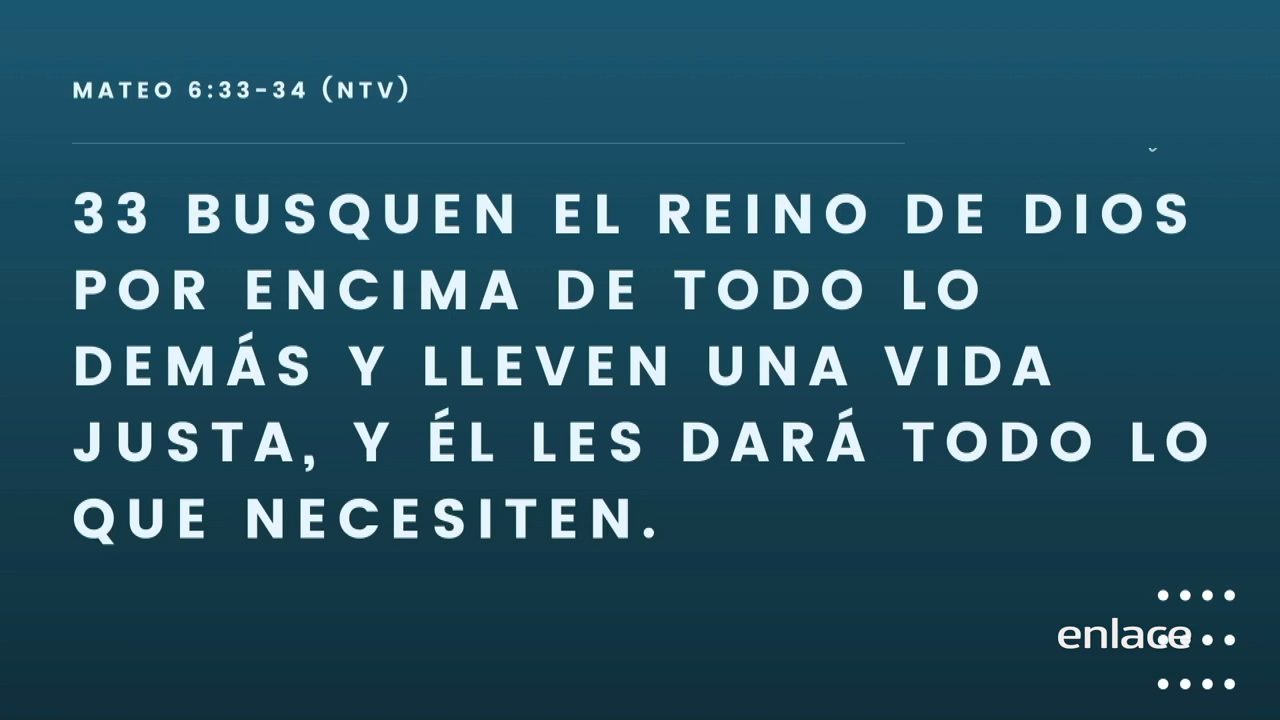 MATEO 6:33-34 (NTV)
33 BUSQUEN EL REINO DE DIOS
POR ENCIMA DE TODO LO
DEMÁS Y LLEVEN UNA VIDA
JUSTA, Y ÉL LES DARÁ TODO LO
QUE NECESITEN.
enlace